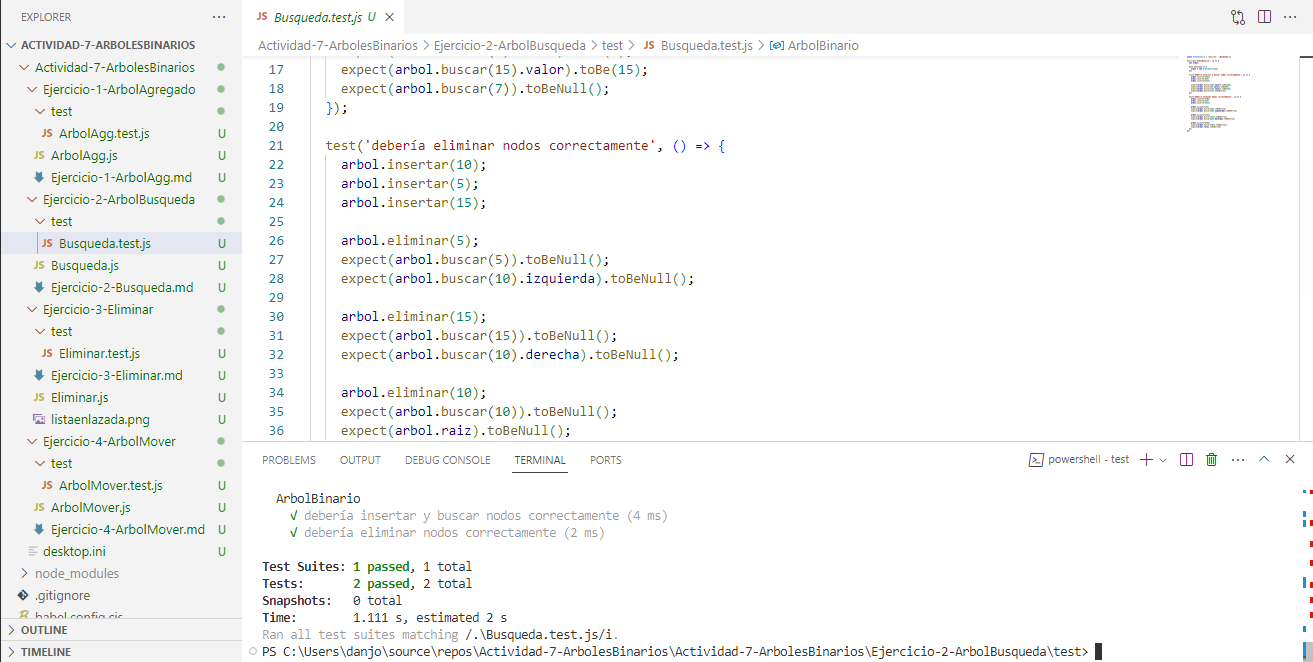 EXPLORER
ACTIVIDAD-7-ARBOLESBINARIOS
Actividad-7-ArbolesBinarios
Ejercicio-1-ArbolAgregado
test
JS ArbolAgg.test.js U
JS ArbolAgg.js U
Ejercicio-1-ArbolAgg.md U
Ejercicio-2-ArbolBusqueda
test
JS Busqueda.test.js U
JS Busqueda.js U
Ejercicio-2-Busqueda.md U
Ejercicio-3-Eliminar
test
JS Eliminar.test.js U
Ejercicio-3-Eliminar.md U
JS Eliminar.js U
listaenlazada.png U
Ejercicio-4-ArbolMover
test
JS ArbolMover.test.js U
JS ArbolMover.js U
Ejercicio-4-ArbolMover.md U
desktop.ini U
node_modules
.gitignore
babel.config.cjs
OUTLINE
TIMELINE
JS Busqueda.test.js U
Actividad-7-ArbolesBinarios > Ejercicio-2-ArbolBusqueda > test > JS Busqueda.test.js > ArbolBinario
17 expect(arbol.buscar(15).valor).toBe(15);
18 expect(arbol.buscar(7)).toBeNull();
19 });
20
21 test('debería eliminar nodos correctamente', () => {
22 arbol.insertar(10);
23 arbol.insertar(5);
24 arbol.insertar(15);
25
26 arbol.eliminar(5);
27 expect(arbol.buscar(5)).toBeNull();
28 expect(arbol.buscar(10).izquierda).toBeNull();
29
30 arbol.eliminar(15);
31 expect(arbol.buscar(15)).toBeNull();
32 expect(arbol.buscar(10).derecha).toBeNull();
33
34 arbol.eliminar(10);
35 expect(arbol.buscar(10)).toBeNull();
36 expect(arbol.raiz).toBeNull();
PROBLEMS OUTPUT DEBUG CONSOLE TERMINAL PORTS
powershell - test
ArbolBinario
√ debería insertar y buscar nodos correctamente (4 ms)
√ debería eliminar nodos correctamente (2 ms)
Test Suites: 1 passed, 1 total
Tests: 2 passed, 2 total
Snapshots: 0 total
Time: 1.111 s, estimated 2 s
Ran all test suites matching /.\Busqueda.test.js/i.
PS C:\Users\danjo\source\repos\Actividad-7-ArbolesBinarios\Actividad-7-ArbolesBinarios\Ejercicio-2-ArbolBusqueda\test>